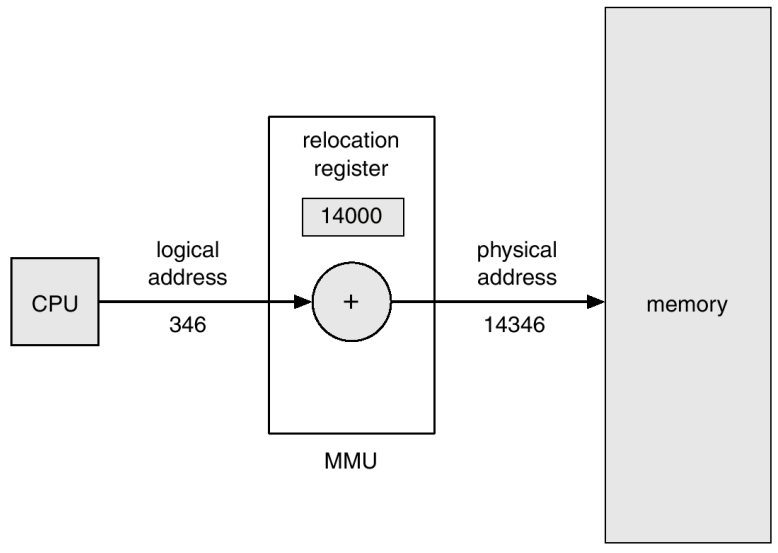 relocation
register
14000
logical
address
346
CPU
+
physical
address
14346
memory
MMU